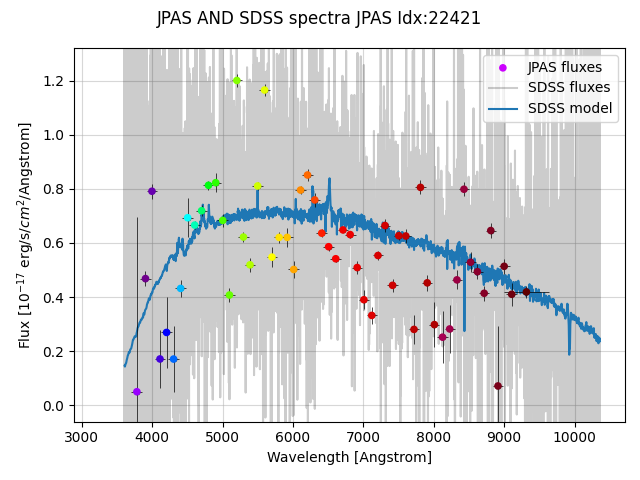 JPAS AND SDSS spectra JPAS Idx:22421
JPAS fluxes
SDSS fluxes
SDSS model
Flux [10⁻¹⁷ erg/s/cm²/Angstrom]
1.2
1.0
0.8
0.6
0.4
0.2
0.0
3000 4000 5000 6000 7000 8000 9000 10000
Wavelength [Angstrom]